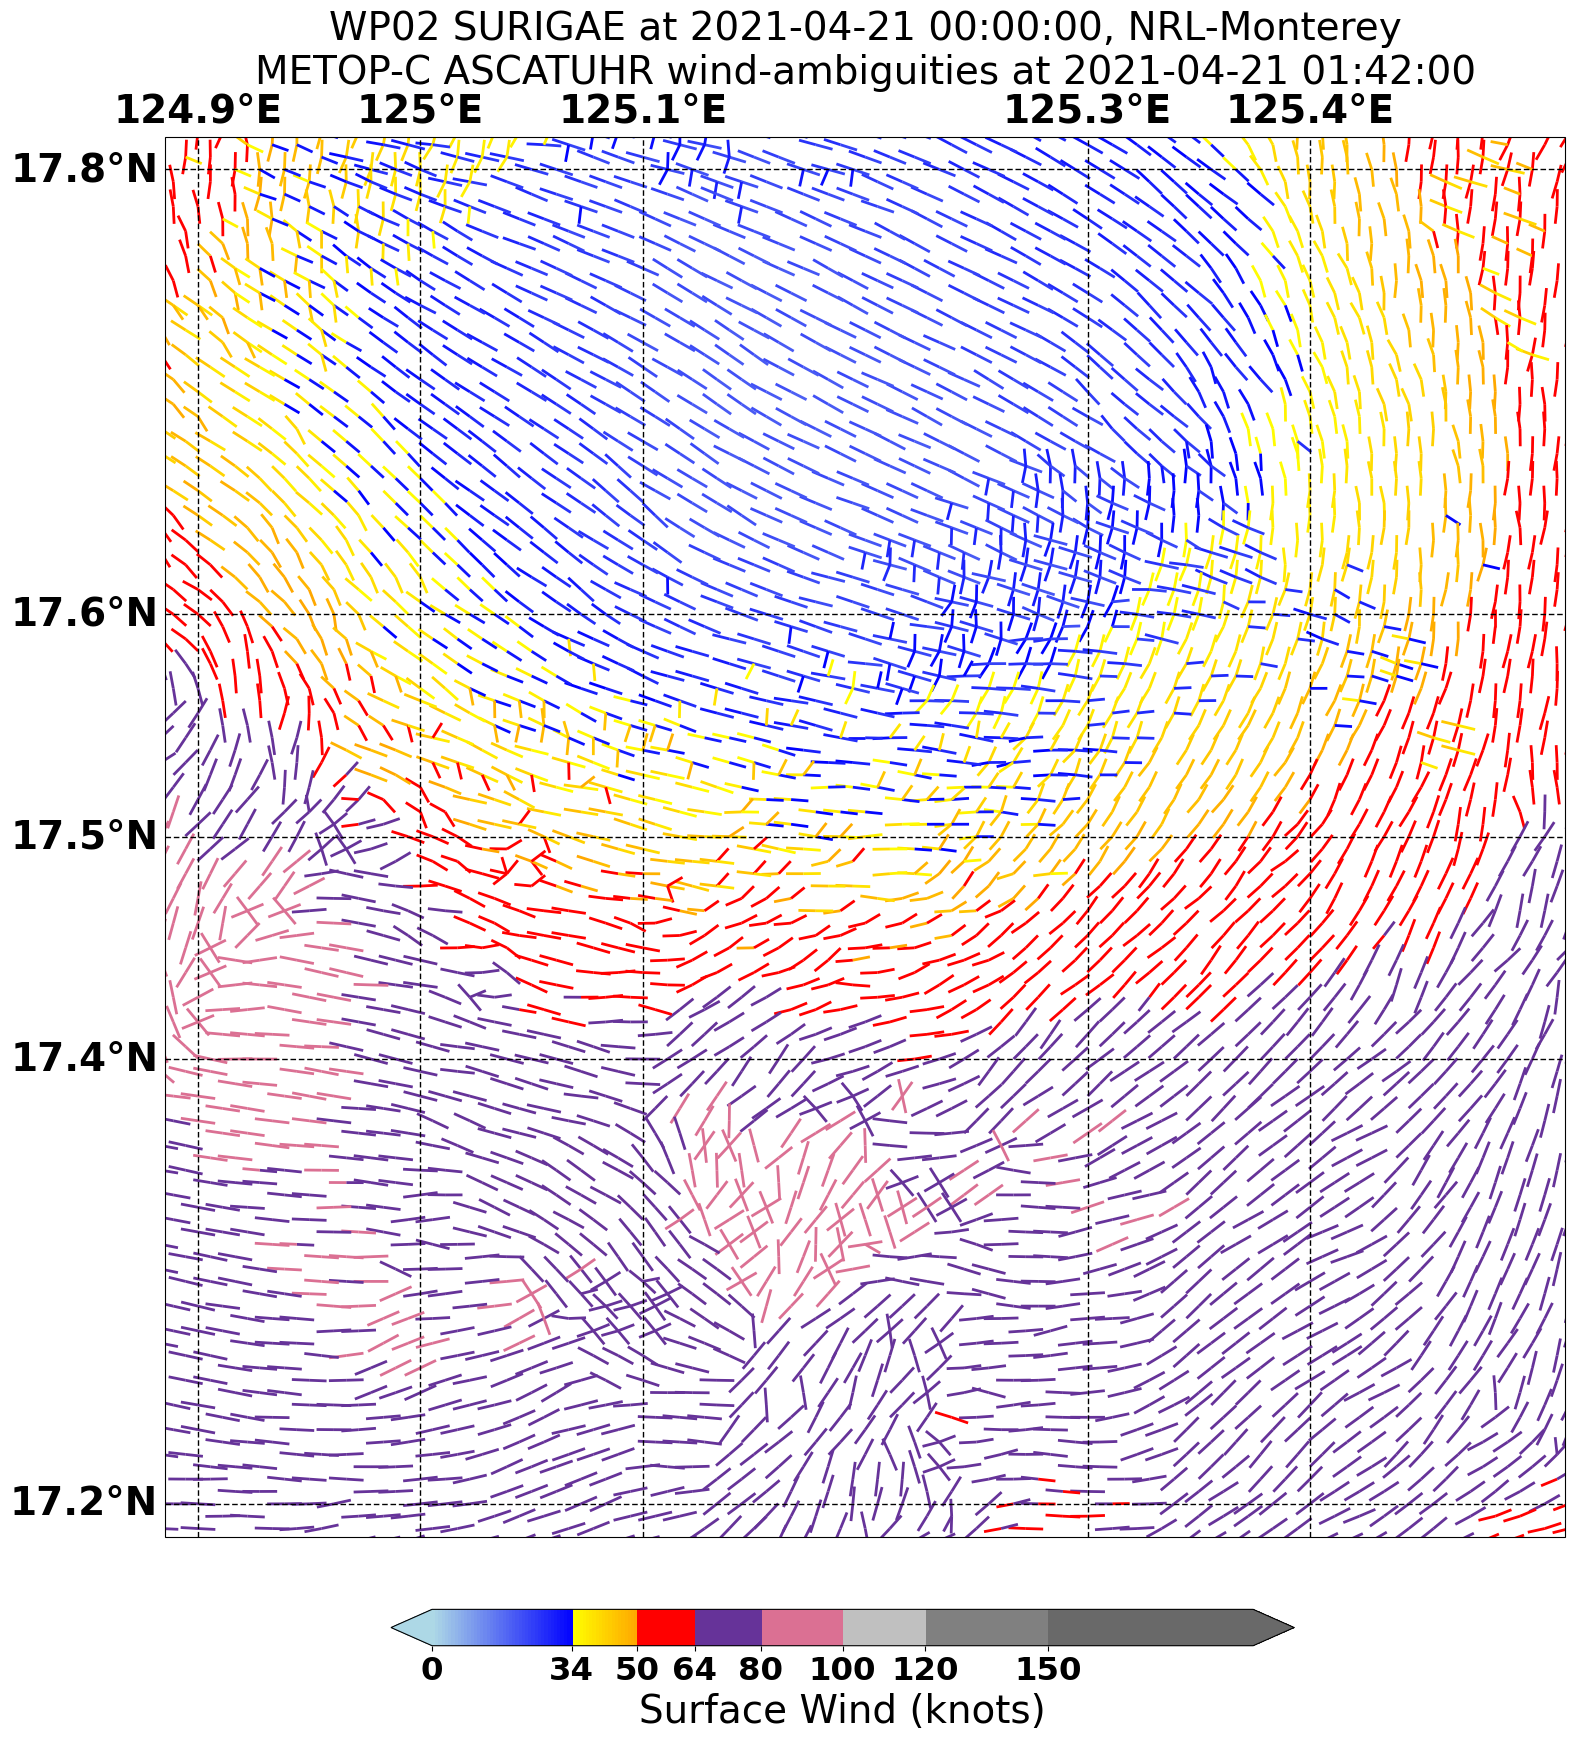 WP02 SURIGAE at 2021-04-21 00:00:00, NRL-Monterey
METOP-C ASCATUHR wind-ambiguities at 2021-04-21 01:42:00
124.9°E 125°E 125.1°E 125.3°E 125.4°E
17.8°N
17.6°N
17.5°N
17.4°N
17.2°N
0 34 50 64 80 100 120 150
Surface Wind (knots)